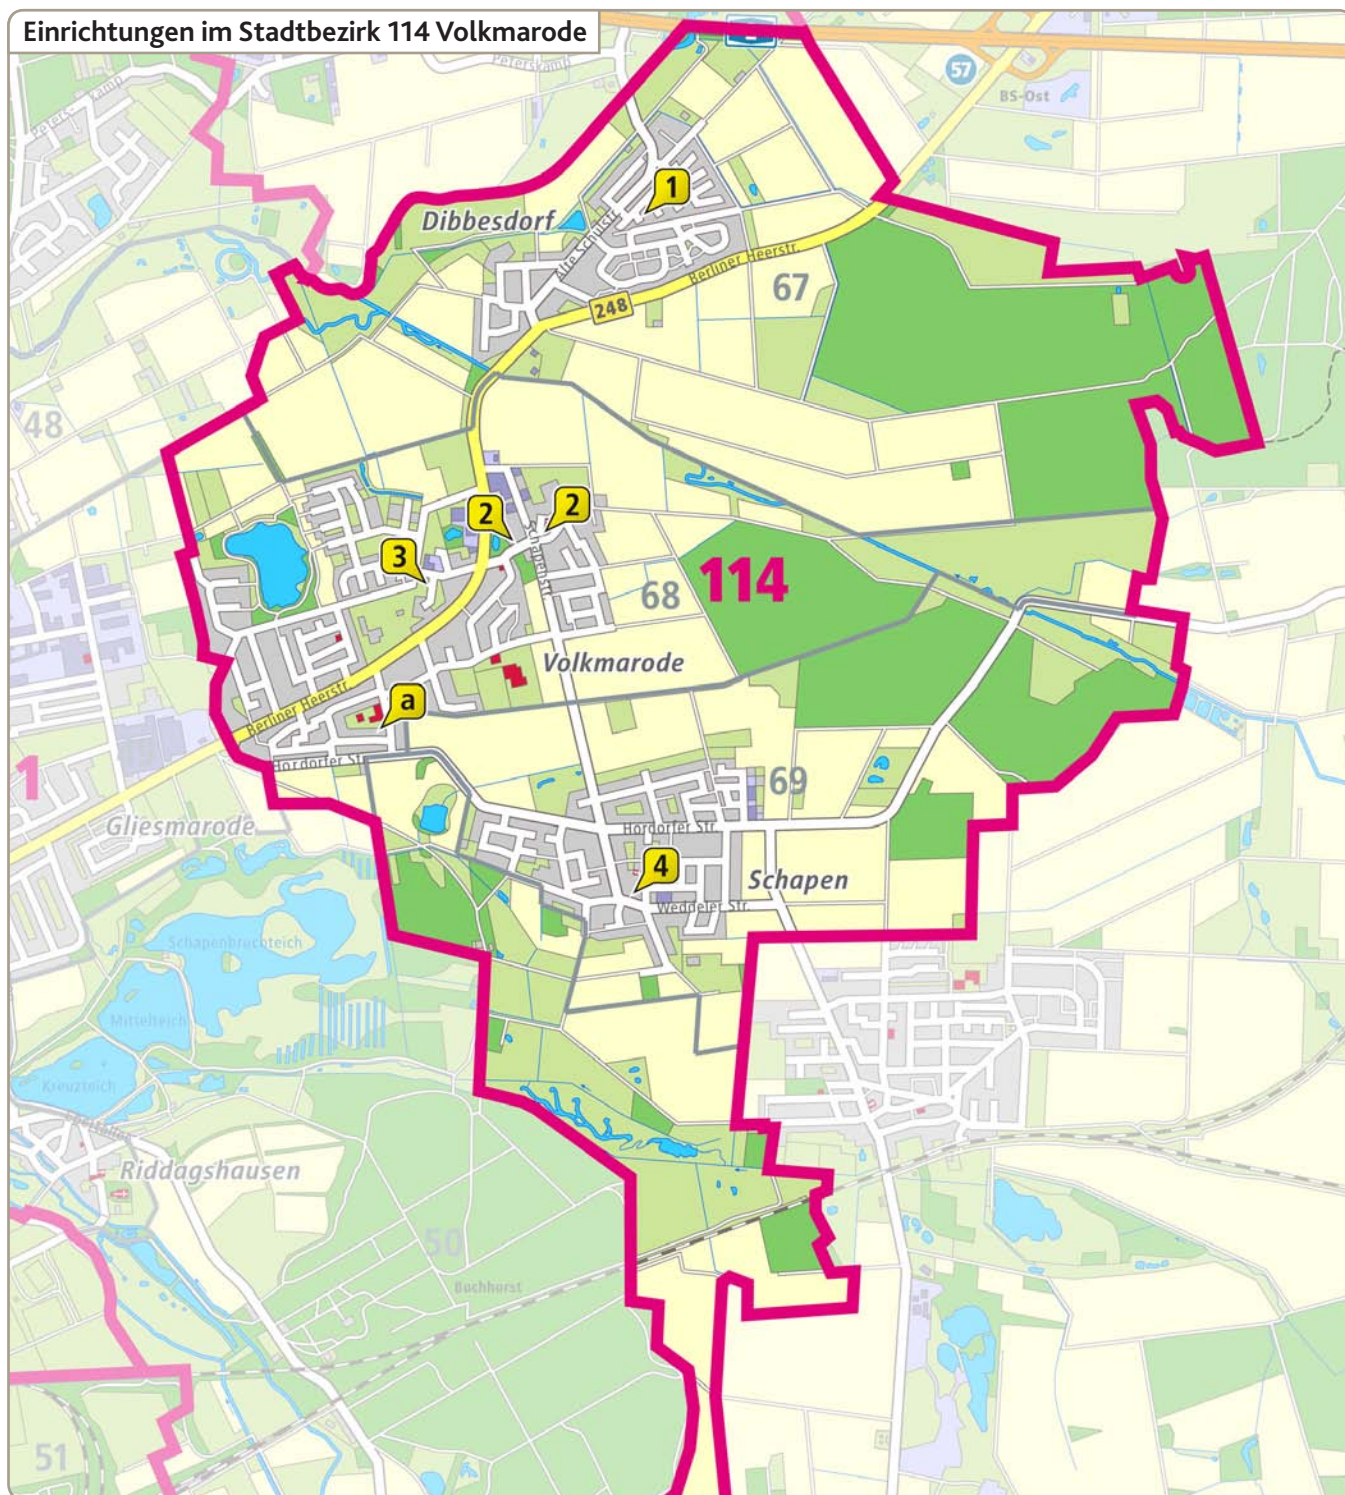 Einrichtungen im Stadtbezirk 114 Volkmarode
Peterskamp
57
BS-Ost
Peterskamp
1
Dibbesdorf
Alte Schulstr.
Berliner Heerstr.
67
248
48
2
2
3
Schapenstr.
68
114
Volkmarode
a
Berliner Heerstr.
Hordorfer Str.
1
69
Gliesmarode
Hordorfer Str.
4
Schapen
Weddeler Str.
Schapenbruchteich
Mittelteich
Kreuzteich
Riddagshausen
50
Buchhorst
51